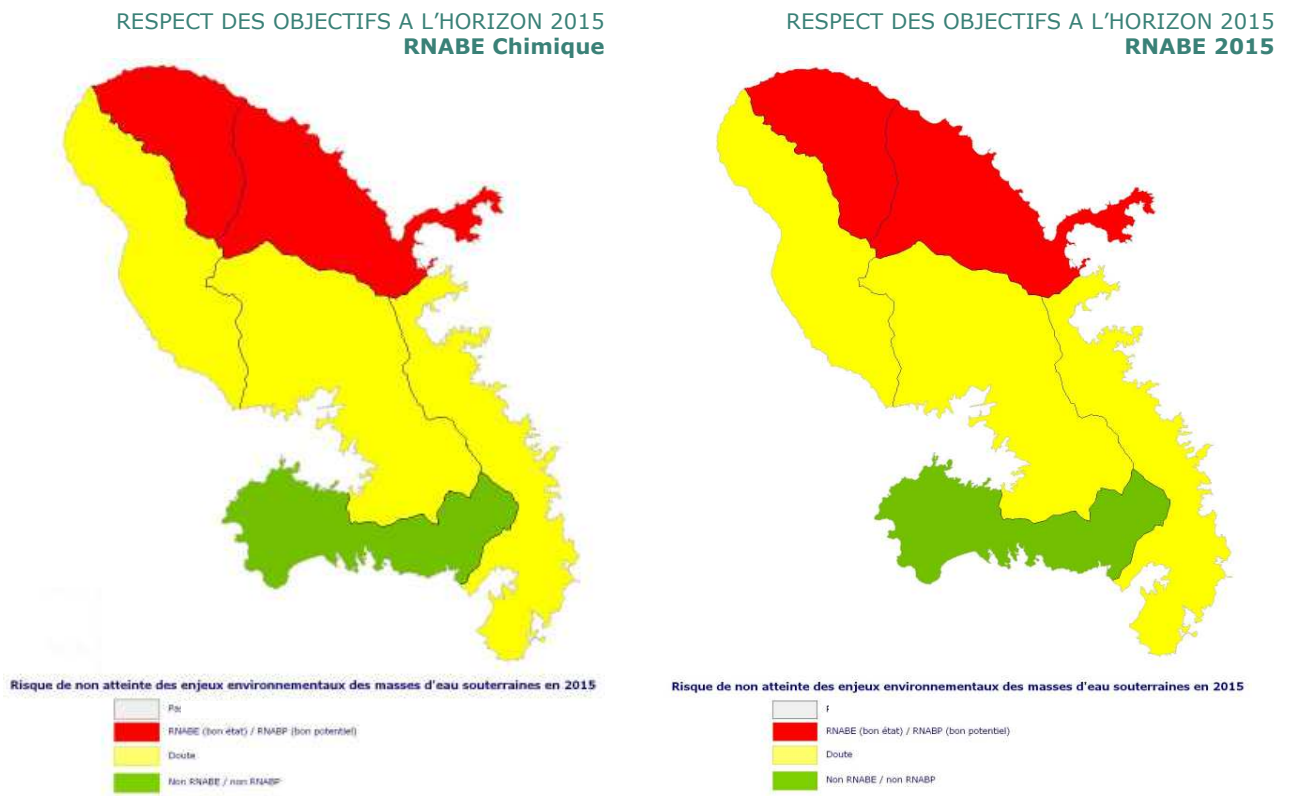 RESPECT DES OBJECTIFS A L'HORIZON 2015
RNABE Chimique
Risque de non atteinte des enjeux environnementaux des masses d'eau souterraines en 2015
RNABE (bon état) / RNABP (bon potentiel)
Doute
Non RNABE / non RNABP
RESPECT DES OBJECTIFS A L'HORIZON 2015
RNABE 2015
Risque de non atteinte des enjeux environnementaux des masses d'eau souterraines en 2015
RNABE (bon état) / RNABP (bon potentiel)
Doute
Non RNABE / non RNABP